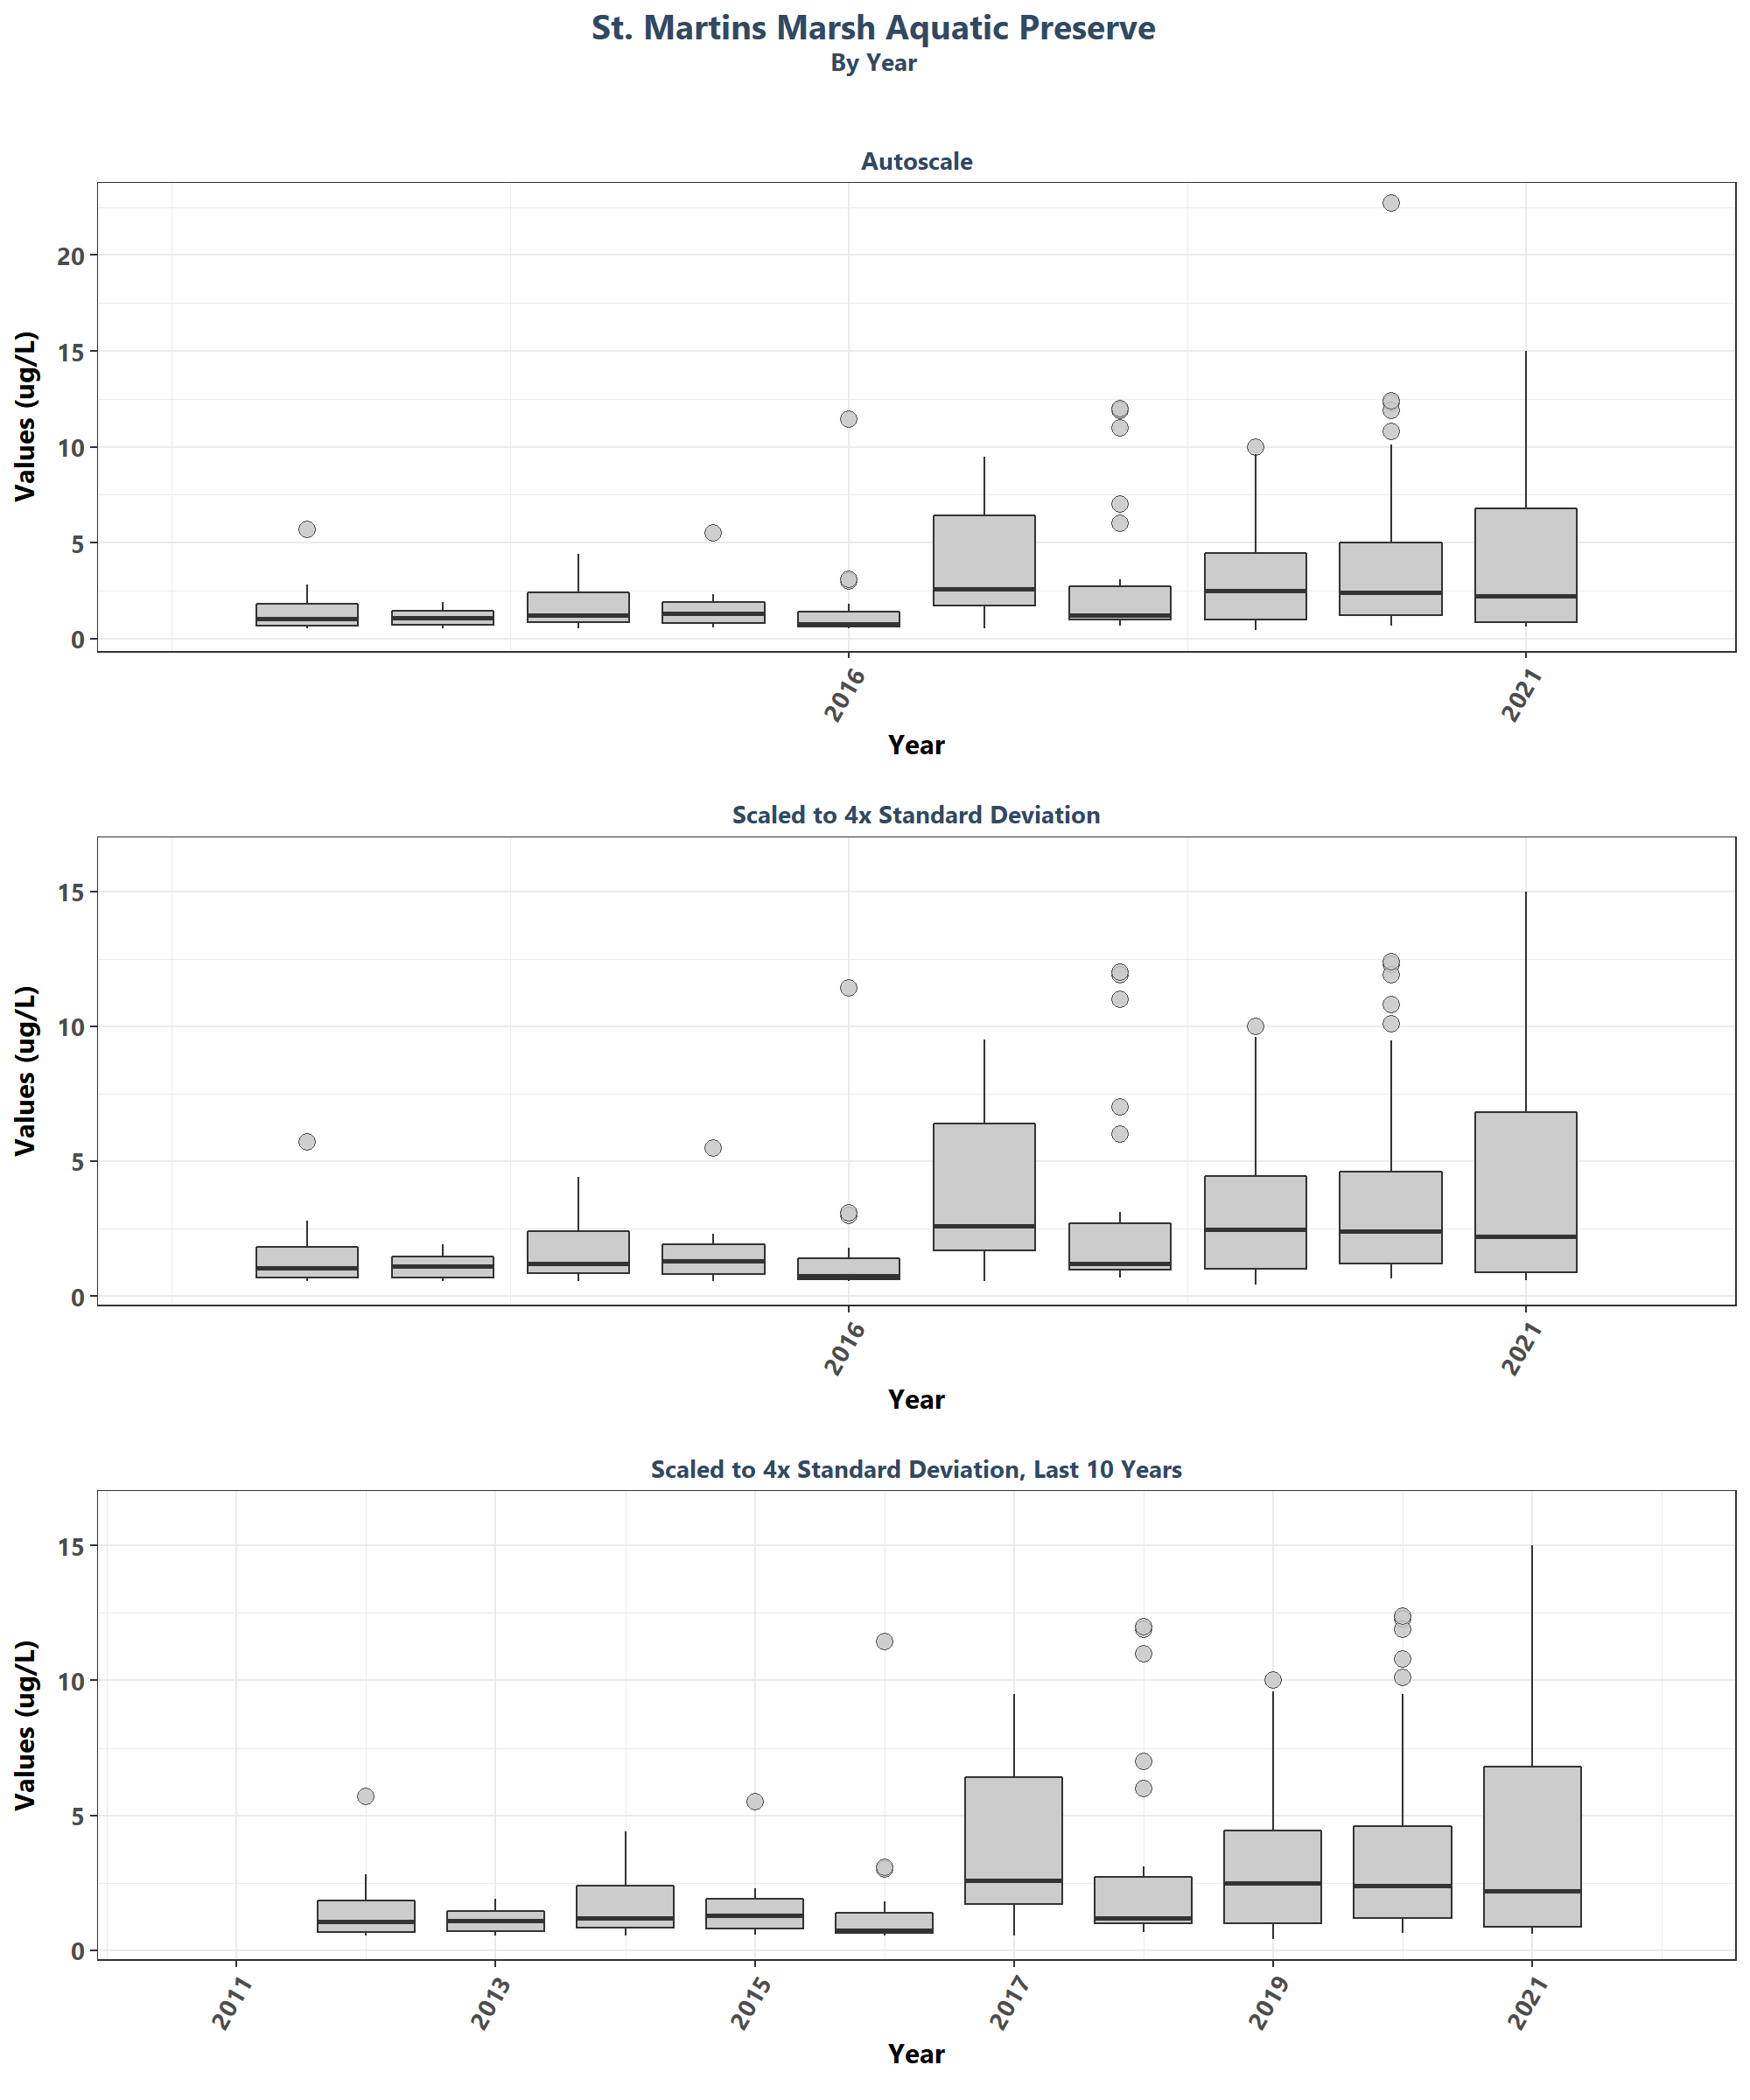 St. Martins Marsh Aquatic Preserve
By Year
Autoscale
Values (ug/L)
20
15
10
5
0
2016
2021
Year
Scaled to 4x Standard Deviation
Values (ug/L)
15
10
5
0
2016
2021
Year
Scaled to 4x Standard Deviation, Last 10 Years
Values (ug/L)
15
10
5
0
2011
2013
2015
2017
2019
2021
Year